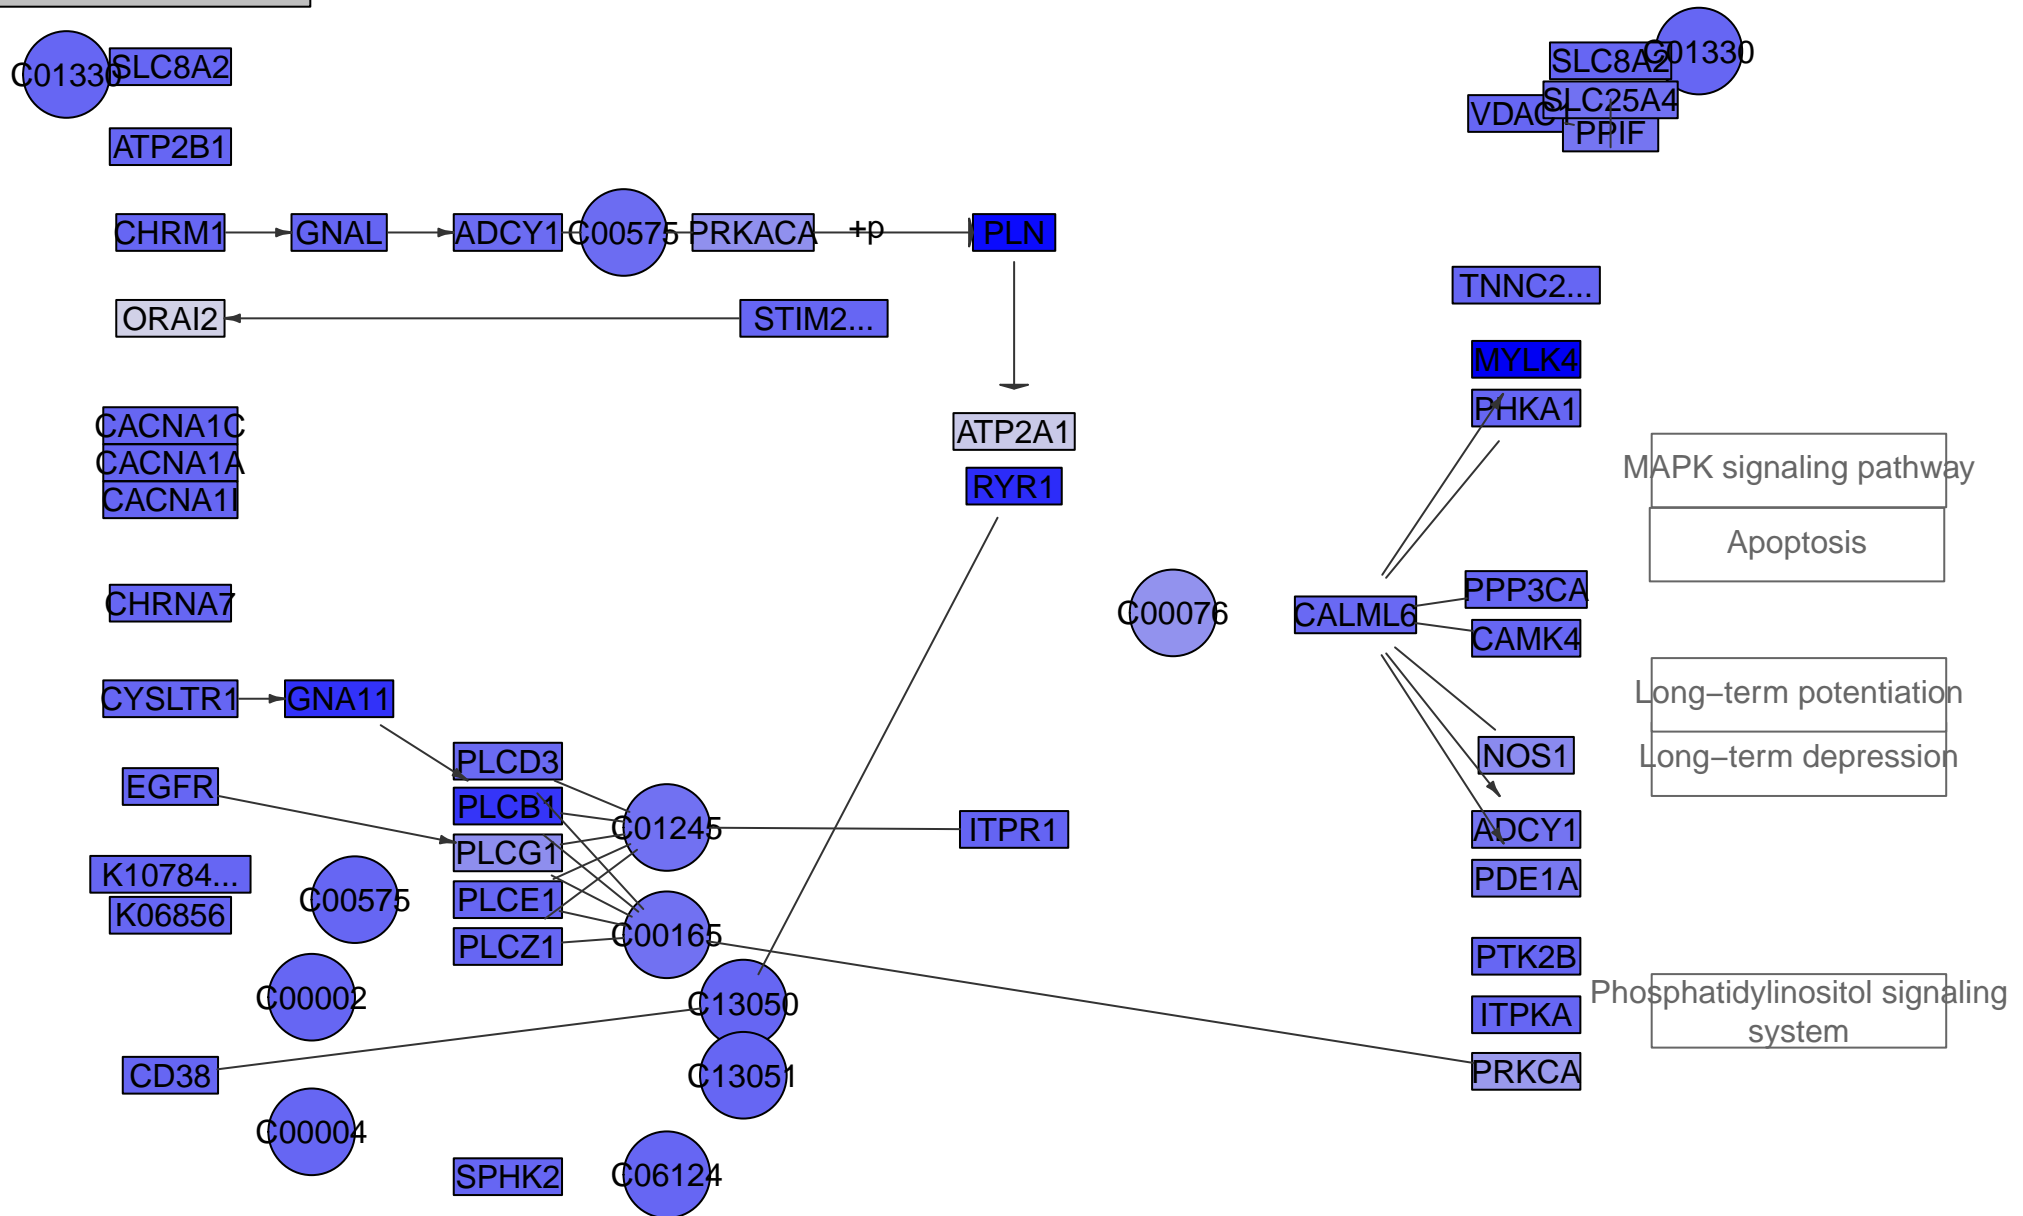 C01330
SLC8A2
SLC8A2
C01330
SLC25A4
VDAC1
PPIF
ATP2B1
CHRM1
GNAL
ADCY1
C00575
PRKACA
+p
PLN
ORAI2
STIM2...
TNNC2...
MYLK4
PHKA1
CACNA1C
CACNA1A
CACNA1I
ATP2A1
RYR1
MAPK signaling pathway
Apoptosis
CHRNA7
C00076
CALML6
PPP3CA
CAMK4
CYSLTR1
GNA11
Long−term potentiation
Long−term depression
NOS1
PLCD3
EGFR
PLCB1
PLCG1
C01245
ITPR1
ADCY1
K10784...
K06856
C00575
PLCE1
PLCZ1
C00165
PDE1A
PTK2B
C00002
C13050
ITPKA
Phosphatidylinositol signaling
system
CD38
C13051
PRKCA
C00004
SPHK2
C06124